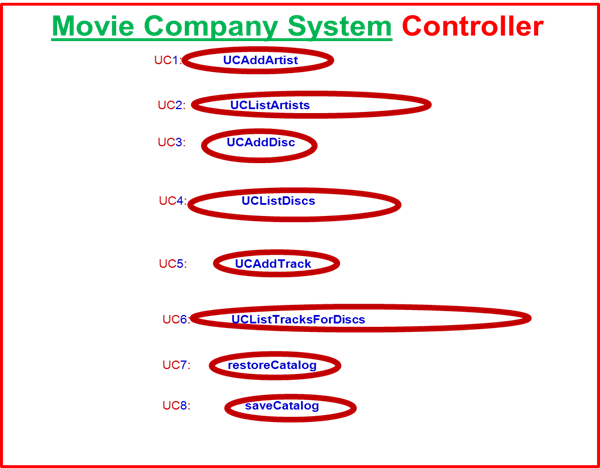 Movie Company System Controller
UC1: UCAddArtist
UC2: UCListArtists
UC3: UCAddDisc
UC4: UCListDiscs
UC5: UCAddTrack
UC6: UCListTracksForDiscs
UC7: restoreCatalog
UC8: saveCatalog